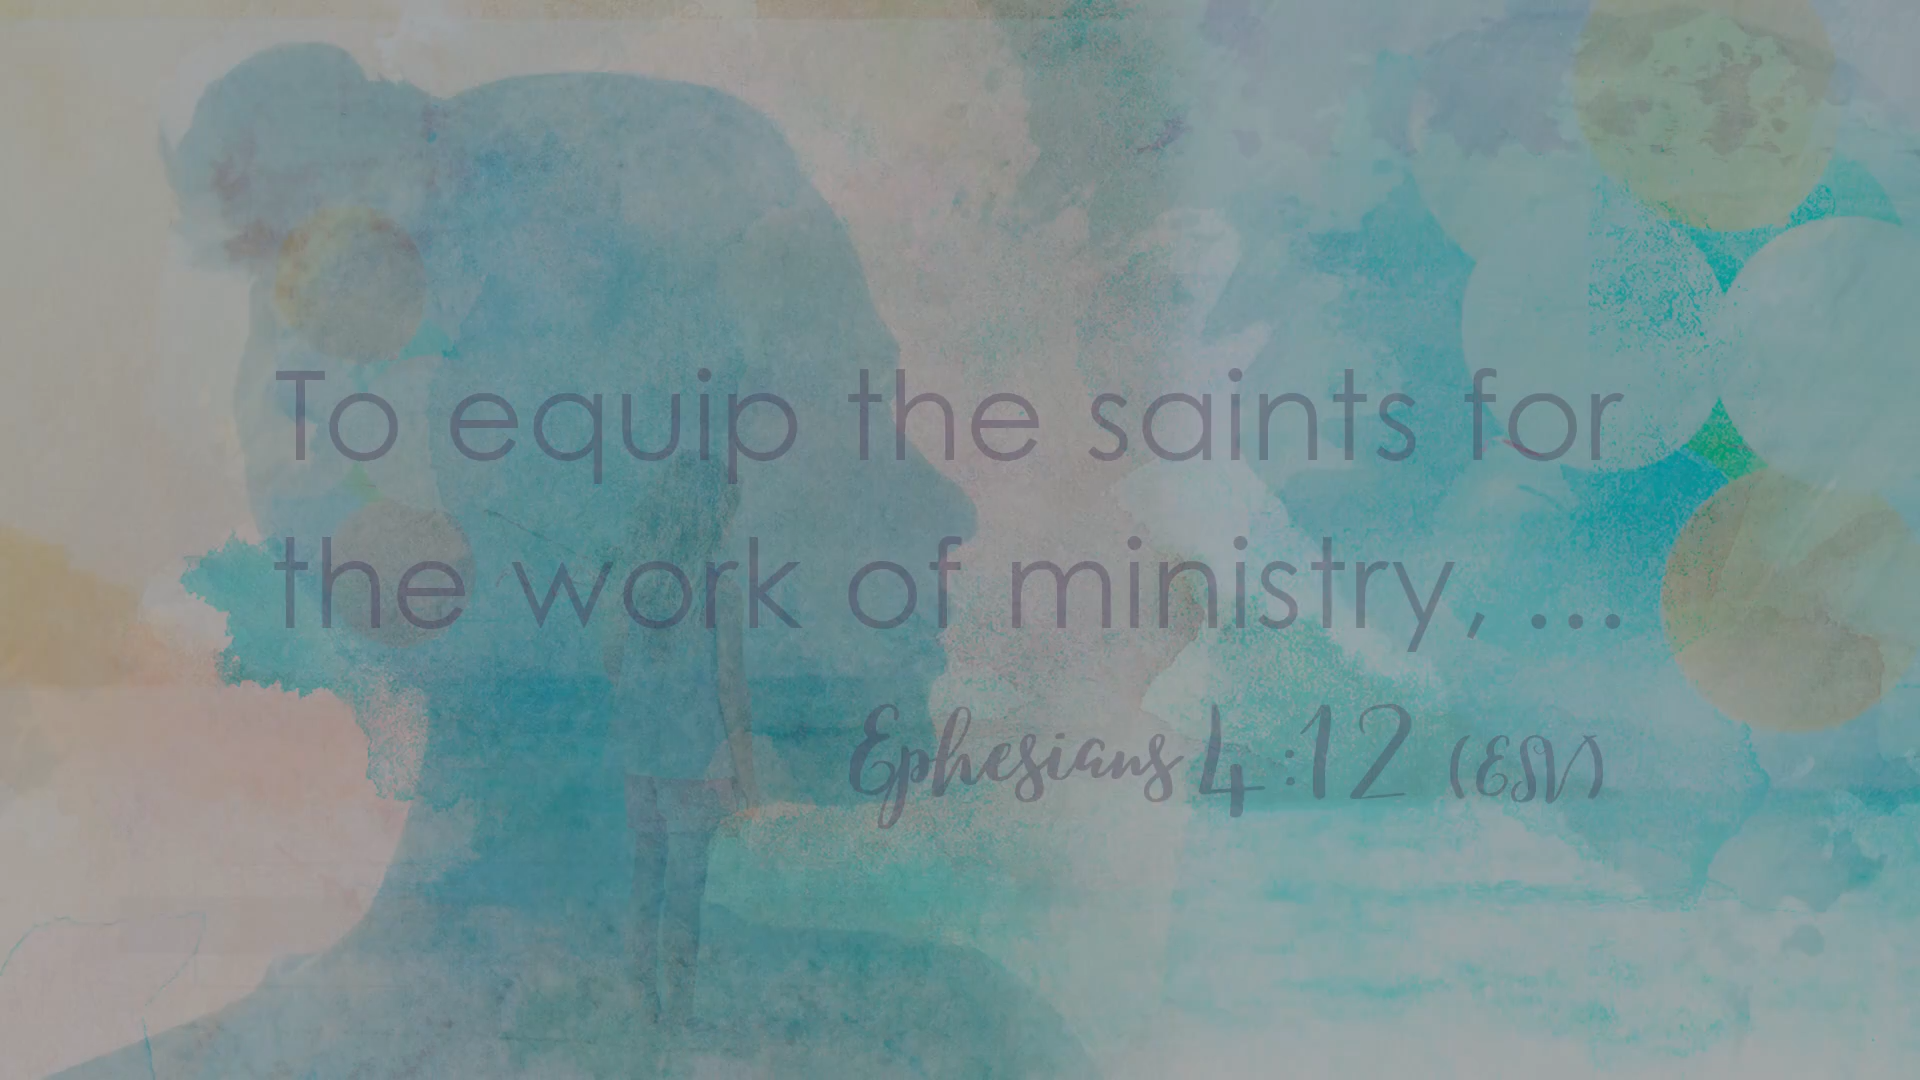 To equip the saints for
the work of ministry, ...
Ephesians 4:12 (ESV)